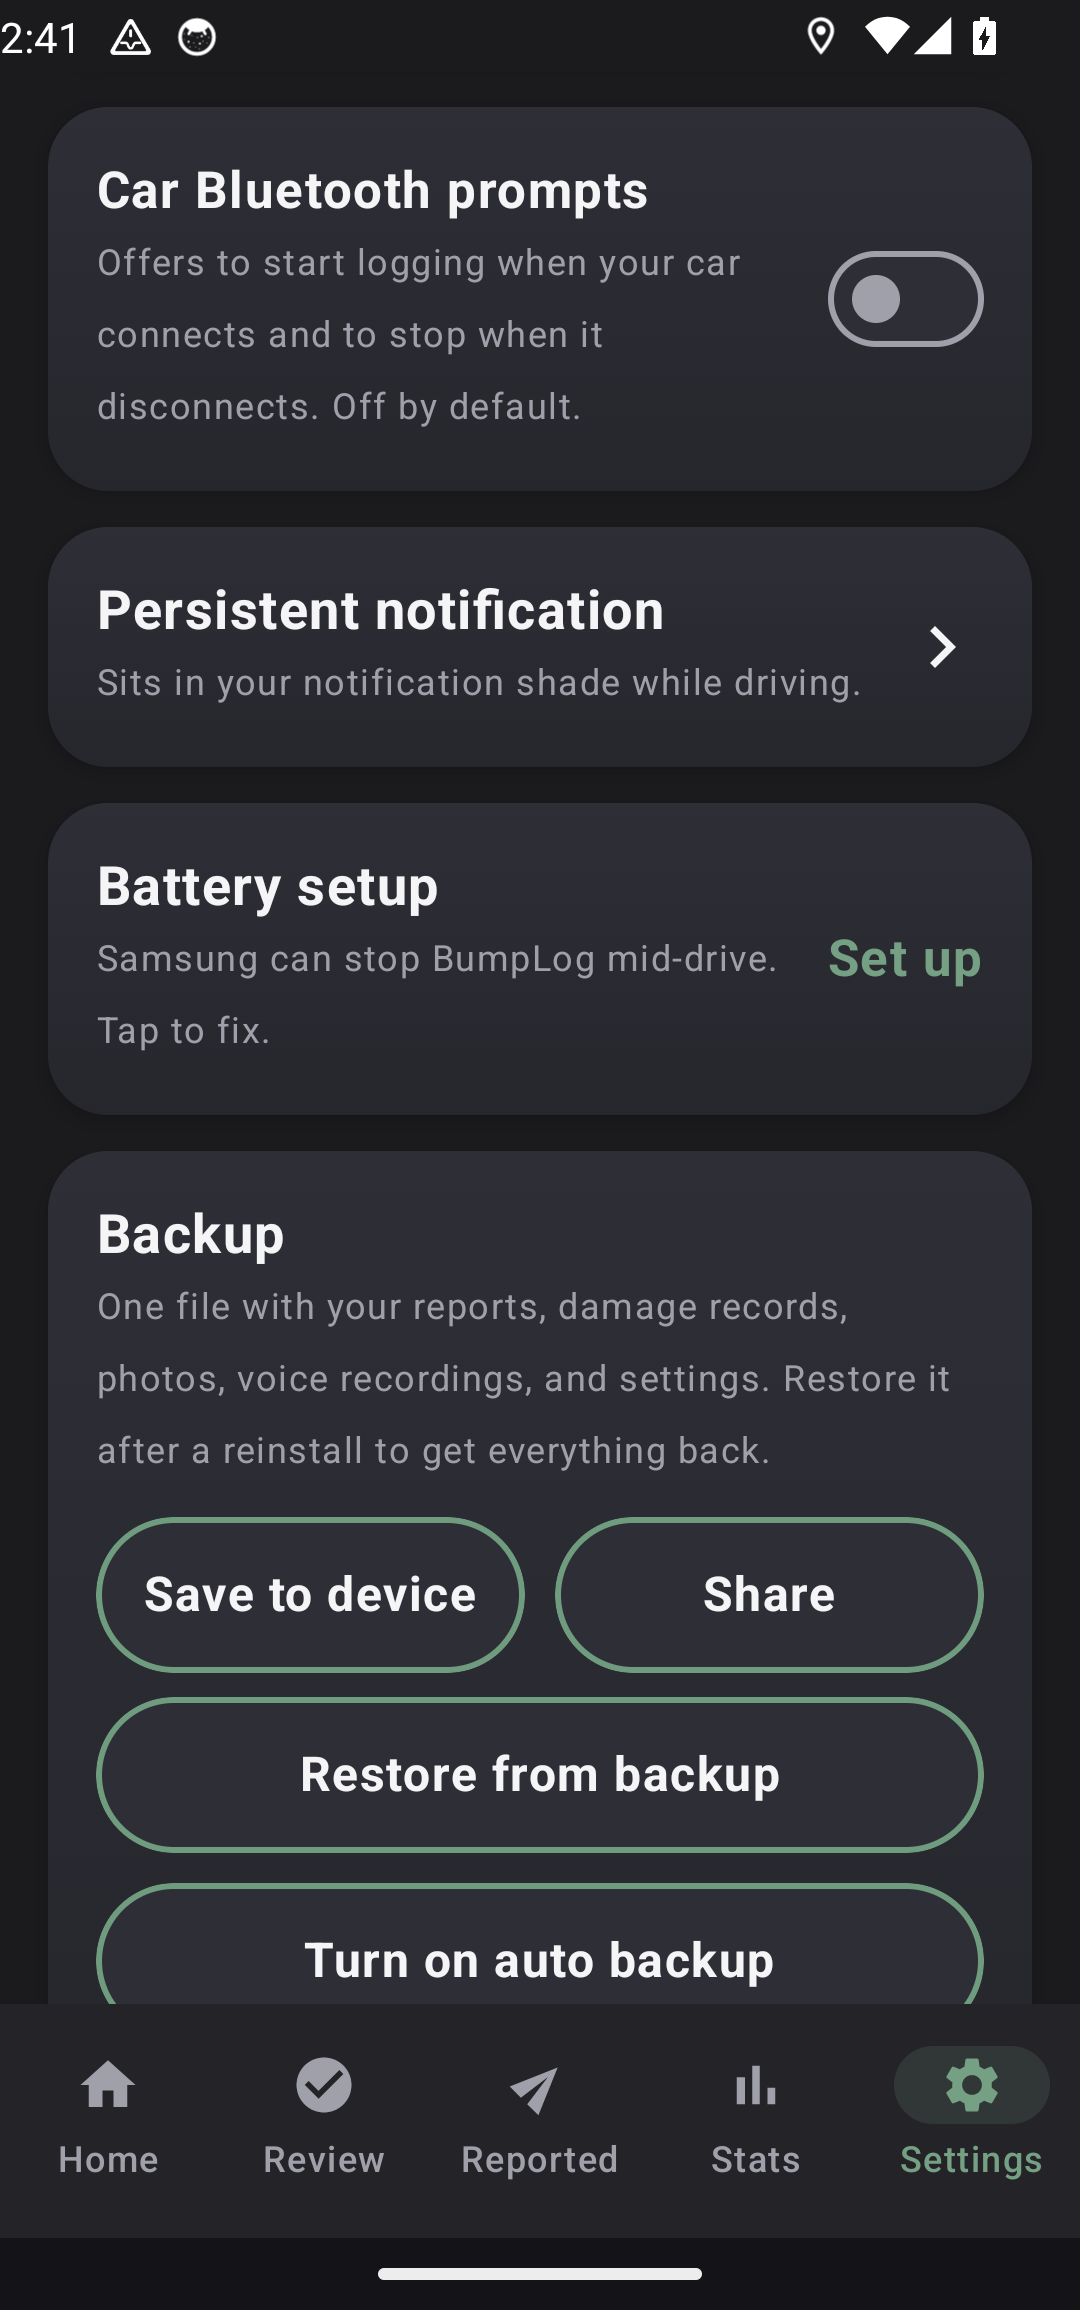 2:41
Car Bluetooth prompts
Offers to start logging when your car
connects and to stop when it
disconnects. Off by default.
Persistent notification
Sits in your notification shade while driving.
Battery setup
Samsung can stop BumpLog mid-drive.
Tap to fix.
Set up
Backup
One file with your reports, damage records,
photos, voice recordings, and settings. Restore it
after a reinstall to get everything back.
Save to device
Share
Restore from backup
Turn on auto backup
Home
Review
Reported
Stats
Settings